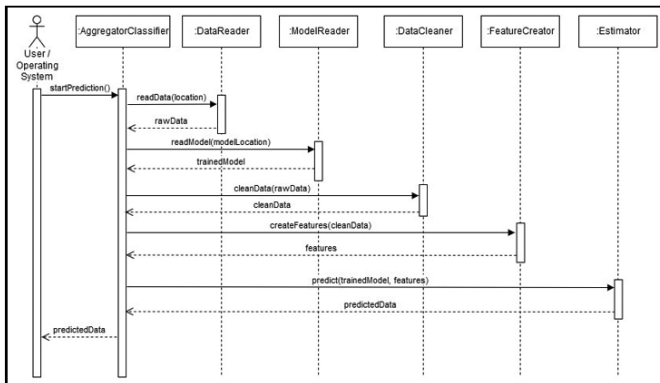 :AggregatorClassifier
:DataReader
:ModelReader
:DataCleaner
:FeatureCreator
:Estimator
User /
Operating
System
startPrediction()
readData(location)
rawData
readModel(modelLocation)
trainedModel
cleanData(rawData)
cleanData
createFeatures(cleanData)
features
predict(trainedModel, features)
predictedData
predictedData